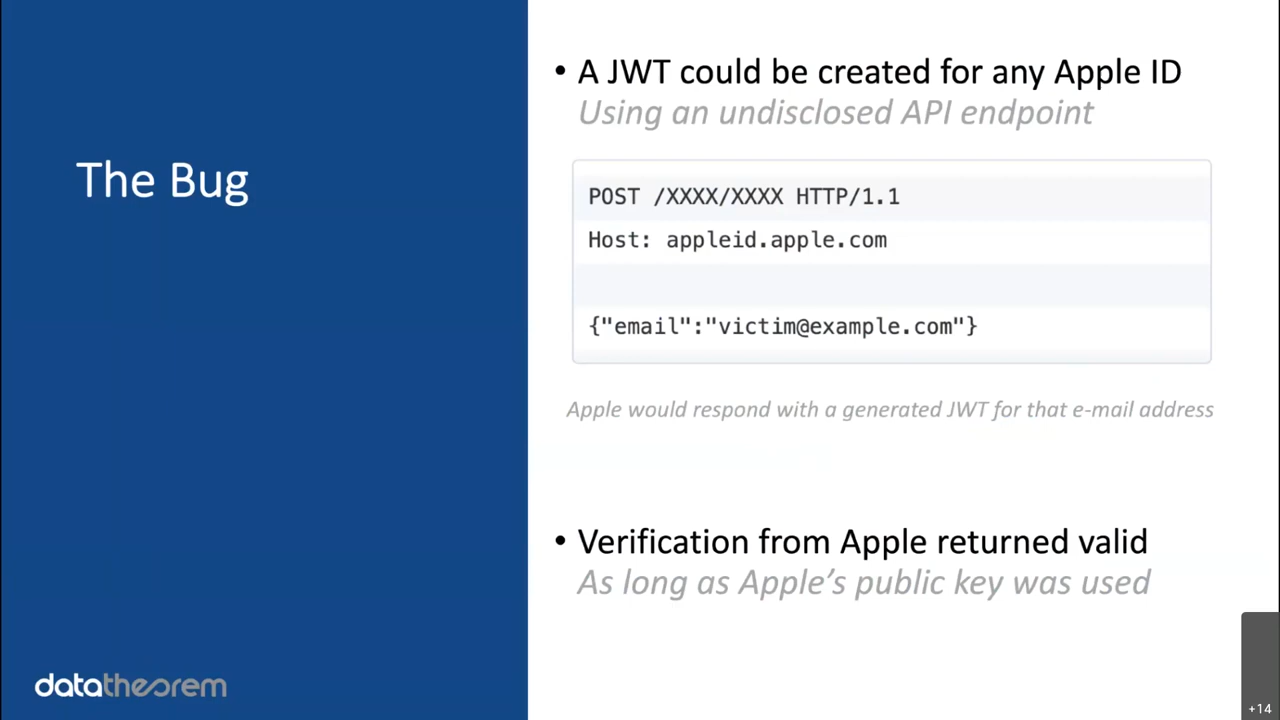 The Bug
• A JWT could be created for any Apple ID
Using an undisclosed API endpoint
POST /XXXX/XXXX HTTP/1.1
Host: appleid.apple.com
{"email":"victim@example.com"}
Apple would respond with a generated JWT for that e-mail address
• Verification from Apple returned valid
As long as Apple’s public key was used
datatheorem
+14